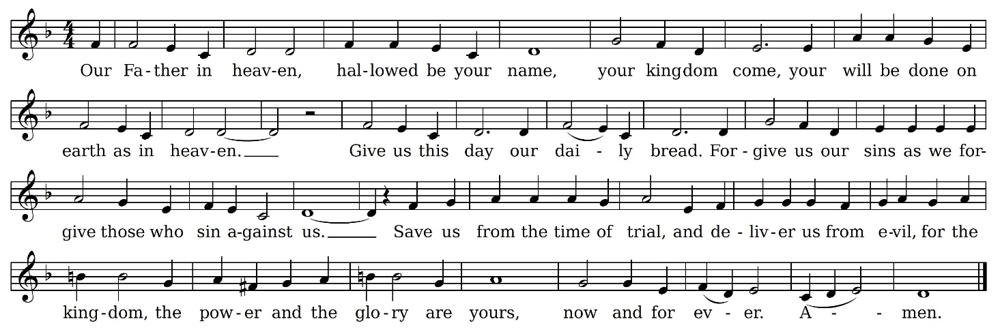 4 4
Our Fa-ther in heav-en, hal-lowed be your name, your kingdom come, your will be done on
earth as in heav-en. Give us this day our dai - ly bread. For-give us our sins as we for-
give those who sin a-gainst us. Save us from the time of trial, and de-liv-er us from e-vil, for the
king-dom, the pow-er and the glo-ry are yours, now and for ev - er. A - - men.